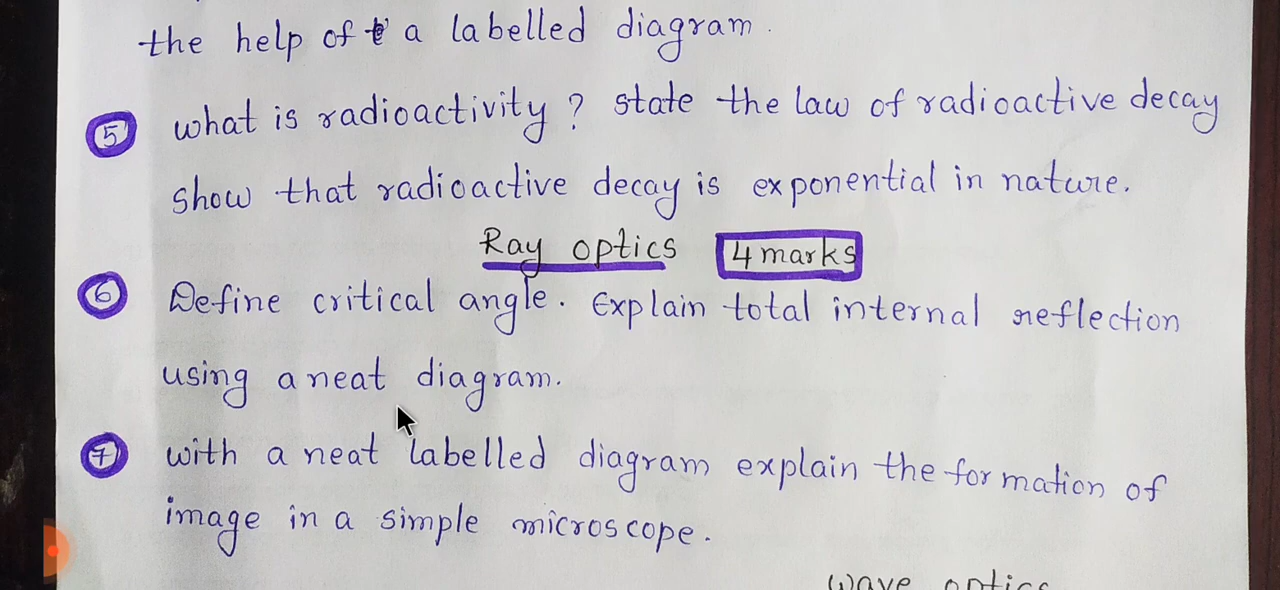 the help of a labelled diagram.
5 what is radioactivity? state the law of radioactive decay
show that radioactive decay is exponential in nature.
Ray optics 4 marks
6 Define critical angle. Explain total internal reflection
using a neat diagram.
7 with a neat labelled diagram explain the formation of
image in a simple microscope.
wave optics